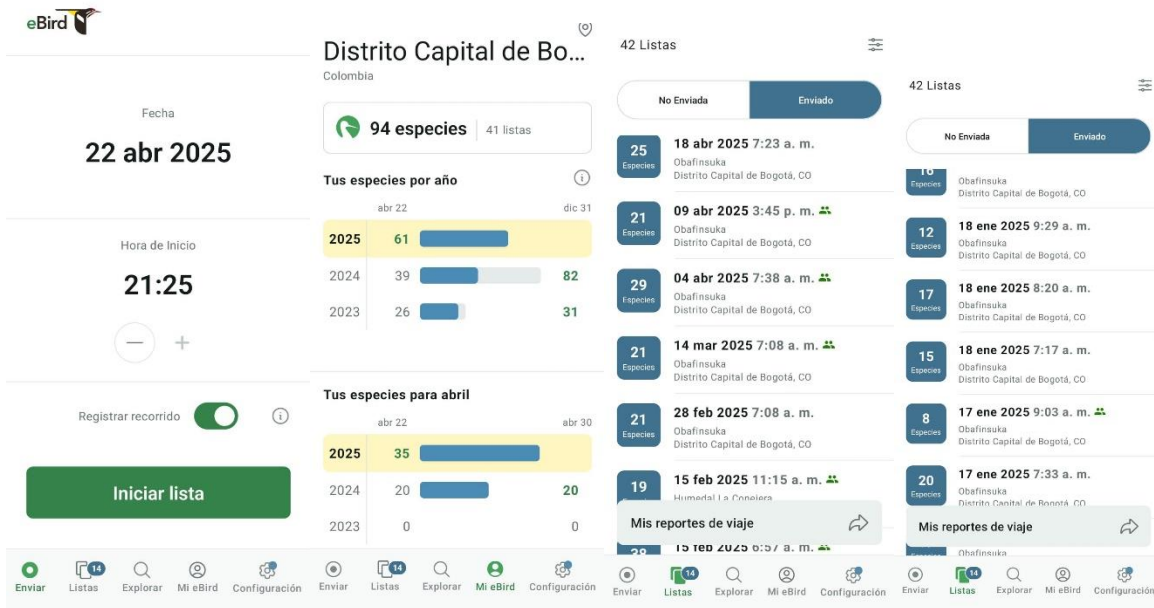 eBird
Fecha
22 abr 2025
Hora de Inicio
21:25
Registrar recorrido
Iniciar lista
14
Enviar
Listas
Explorar
Mi eBird
Configuración
Distrito Capital de Bo...
Colombia
94 especies 41 listas
Tus especies por año
abr 22 dic 31
2025 61
2024 39 82
2023 26 31
Tus especies para abril
abr 22 abr 30
2025 35
2024 20 20
2023 0 0
14
Enviar
Listas
Explorar
Mi eBird
Configuración
42 Listas
No Enviada
Enviado
25 Especies
18 abr 2025 7:23 a. m.
Obafinsuka
Distrito Capital de Bogotá, CO
21 Especies
09 abr 2025 3:45 p. m.
Obafinsuka
Distrito Capital de Bogotá, CO
29 Especies
04 abr 2025 7:38 a. m.
Obafinsuka
Distrito Capital de Bogotá, CO
21 Especies
14 mar 2025 7:08 a. m.
Obafinsuka
Distrito Capital de Bogotá, CO
21 Especies
28 feb 2025 7:08 a. m.
Obafinsuka
Distrito Capital de Bogotá, CO
19
15 feb 2025 11:15 a. m.
Humedal La Conejera
Mis reportes de viaje
38
15 feb 2025 6:57 a. m.
14
Enviar
Listas
Explorar
Mi eBird
Configuración
42 Listas
No Enviada
Enviado
16 Especies
Obafinsuka
Distrito Capital de Bogotá, CO
12 Especies
18 ene 2025 9:29 a. m.
Obafinsuka
Distrito Capital de Bogotá, CO
17 Especies
18 ene 2025 8:20 a. m.
Obafinsuka
Distrito Capital de Bogotá, CO
15 Especies
18 ene 2025 7:17 a. m.
Obafinsuka
Distrito Capital de Bogotá, CO
8 Especies
17 ene 2025 9:03 a. m.
Obafinsuka
Distrito Capital de Bogotá, CO
20 Especies
17 ene 2025 7:33 a. m.
Obafinsuka
Distrito Capital de Bogotá, CO
Mis reportes de viaje
Obafinsuka
14
Enviar
Listas
Explorar
Mi eBird
Configuración